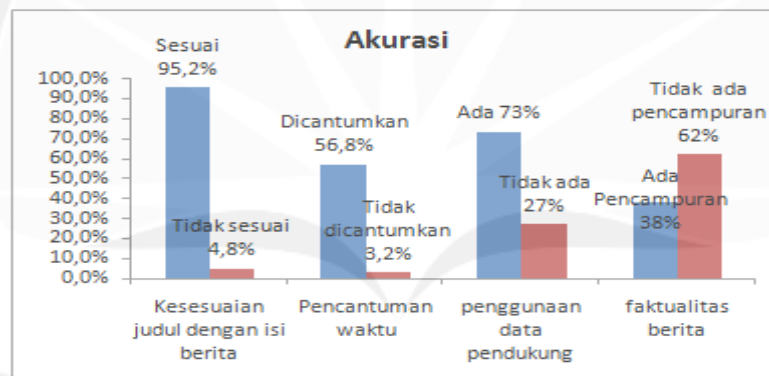 Akurasi
Sesuai
95,2%
Tidak sesuai
4,8%
Dicantumkan
56,8%
Tidak
dicantumkan
3,2%
Ada 73%
Tidak ada
27%
Ada
Pencampuran
38%
Tidak ada
pencampuran
62%
100,0%
90,0%
80,0%
70,0%
60,0%
50,0%
40,0%
30,0%
20,0%
10,0%
0,0%
Kesesuaian
judul dengan isi
berita
Pencantuman
waktu
penggunaan
data
pendukung
faktualitas
berita